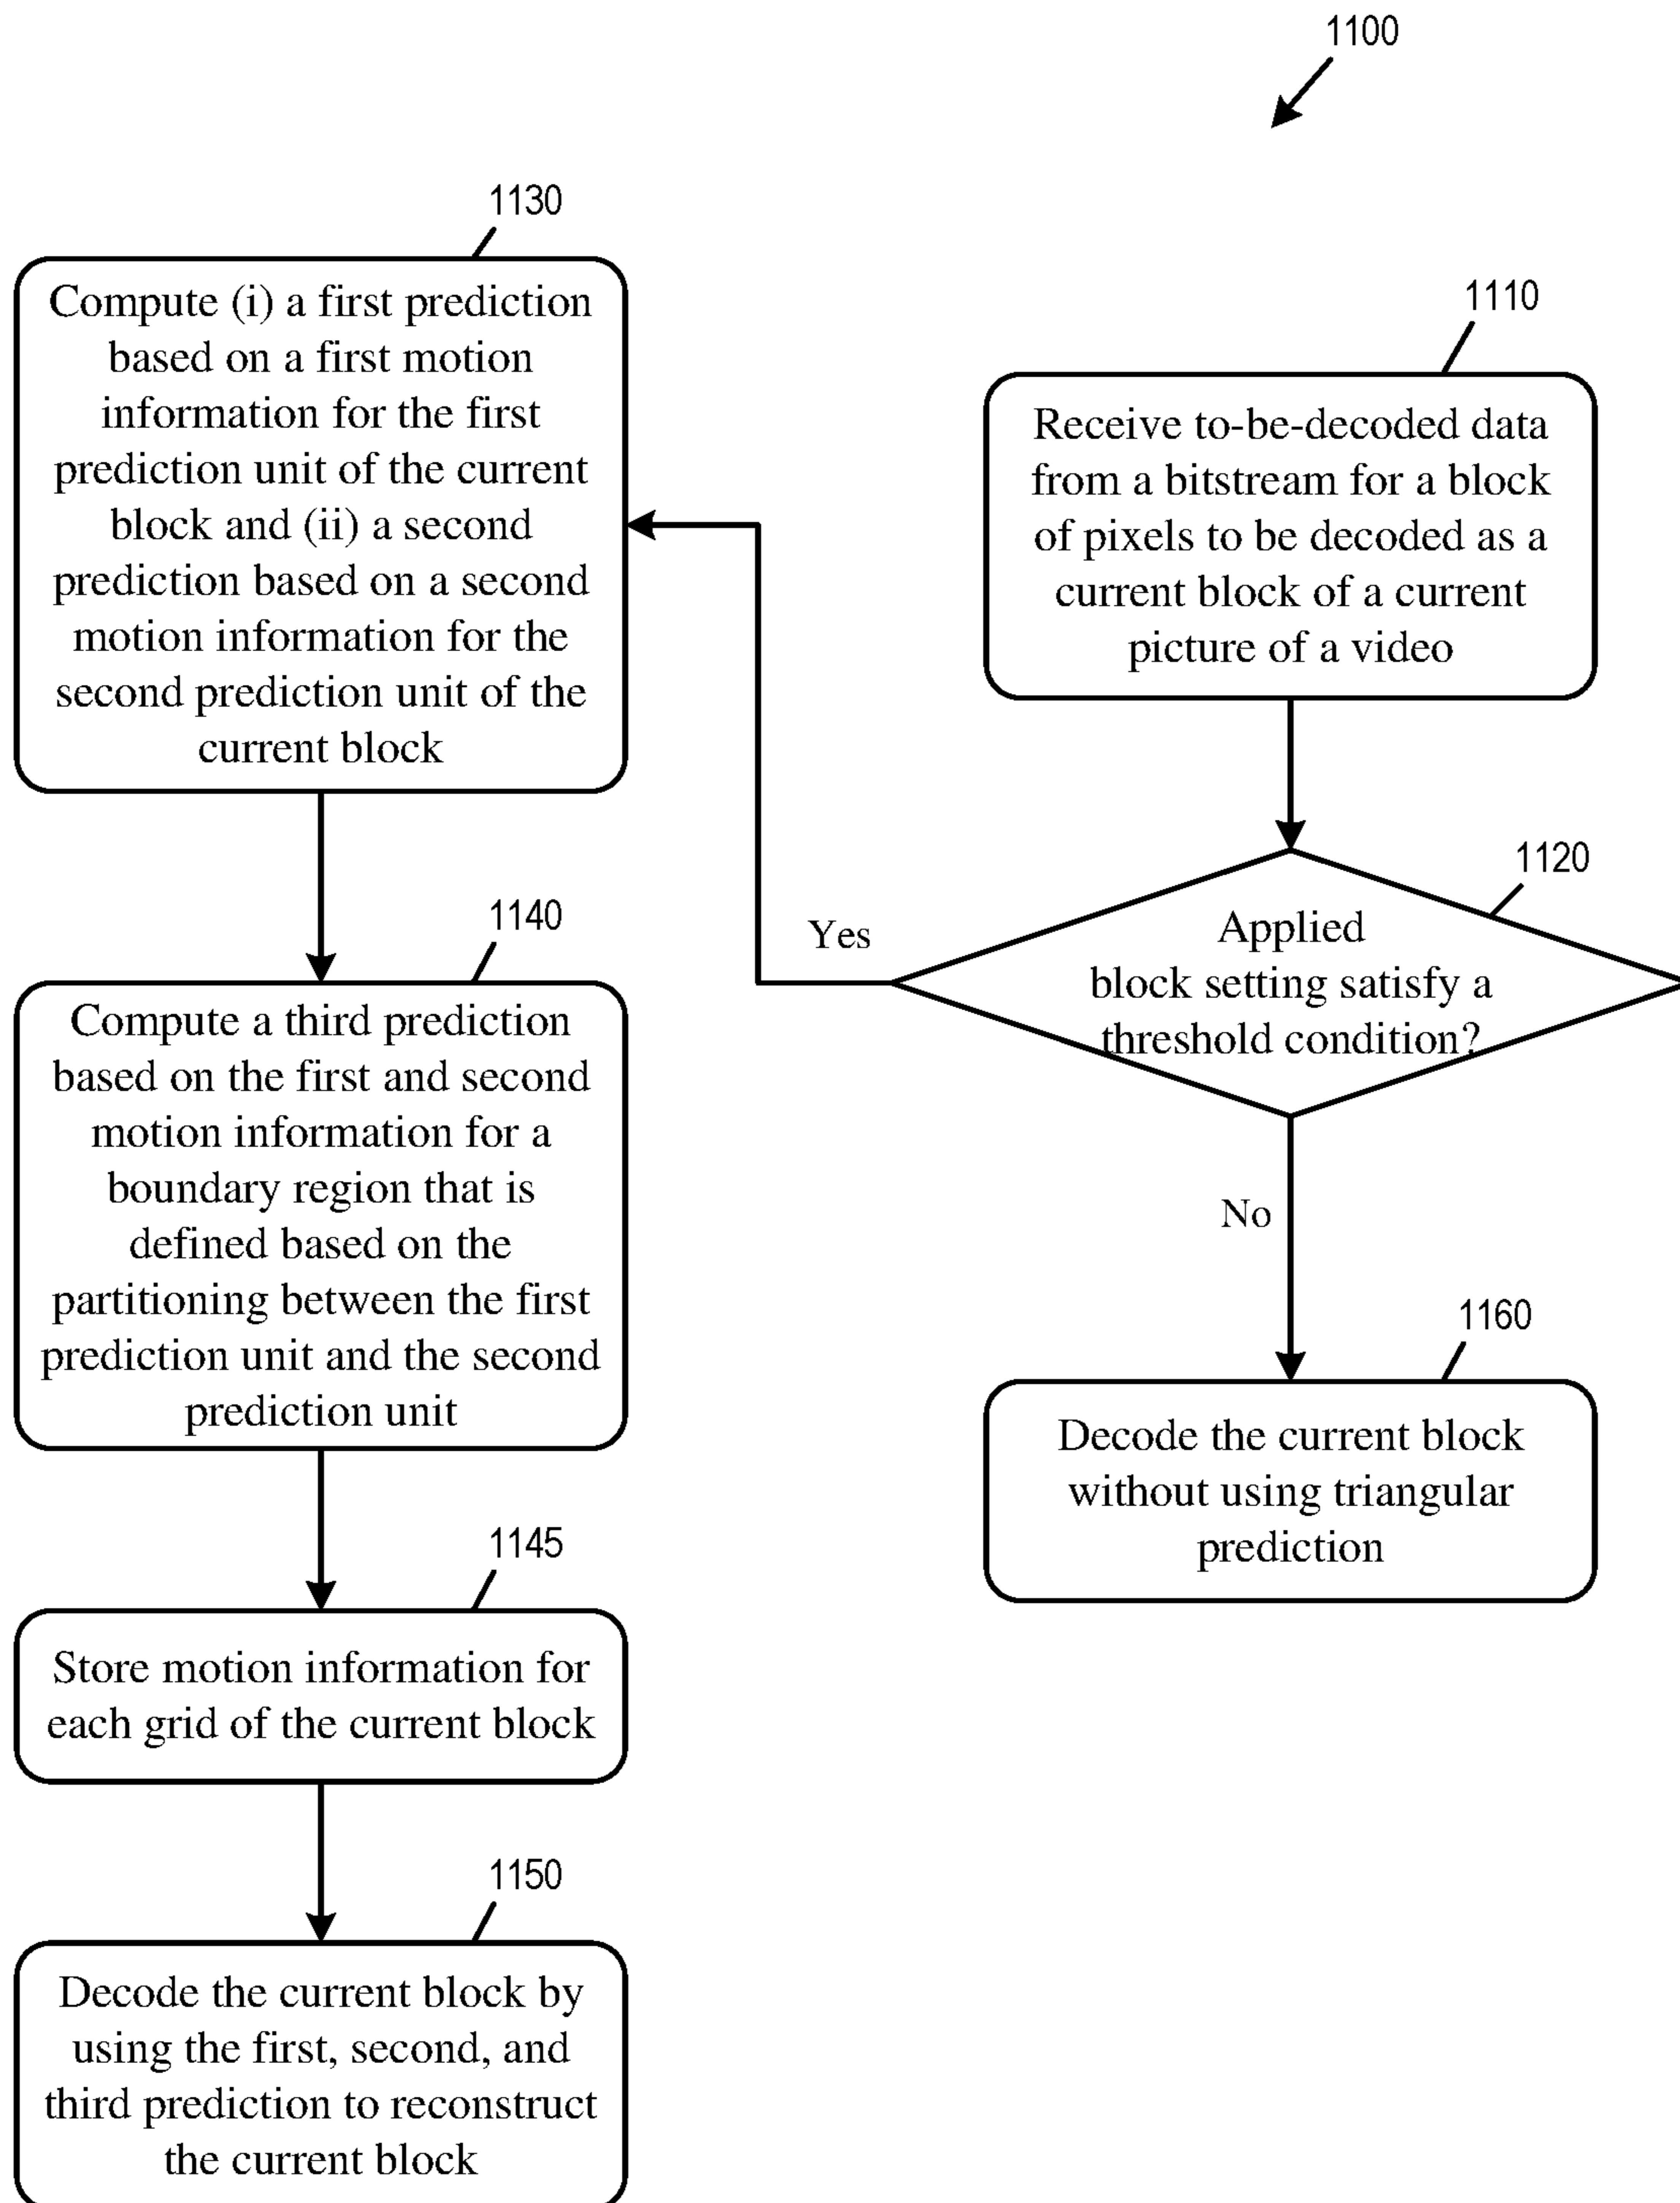 1100
1130
Compute (i) a first prediction
based on a first motion
information for the first
prediction unit of the current
block and (ii) a second
prediction based on a second
motion information for the
second prediction unit of the
current block
1110
Receive to-be-decoded data
from a bitstream for a block
of pixels to be decoded as a
current block of a current
picture of a video
1120
Applied
block setting satisfy a
threshold condition?
Yes
No
1140
Compute a third prediction
based on the first and second
motion information for a
boundary region that is
defined based on the
partitioning between the first
prediction unit and the second
prediction unit
1160
Decode the current block
without using triangular
prediction
1145
Store motion information for
each grid of the current block
1150
Decode the current block by
using the first, second, and
third prediction to reconstruct
the current block